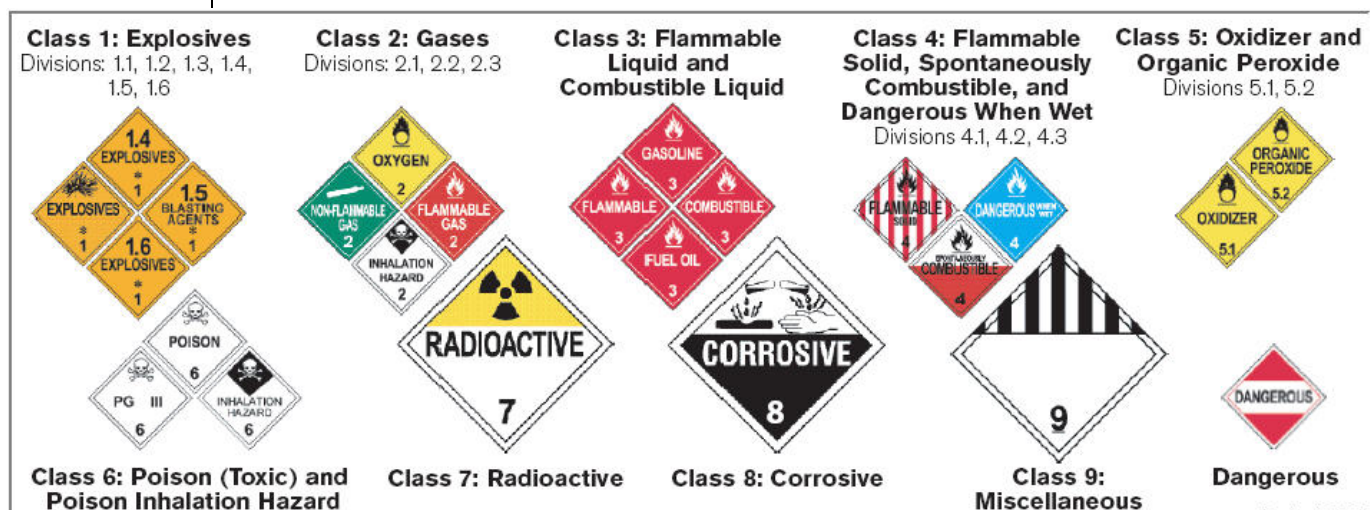 Class 1: Explosives
Divisions: 1.1, 1.2, 1.3, 1.4,
1.5, 1.6
1.4
EXPLOSIVES
*
1
EXPLOSIVES
*
1
1.5
BLASTING
AGENTS
*
1
1.6
EXPLOSIVES
*
1
Class 2: Gases
Divisions: 2.1, 2.2, 2.3
OXYGEN
2
NON-FLAMMABLE
GAS
2
FLAMMABLE
GAS
2
INHALATION
HAZARD
2
Class 3: Flammable
Liquid and
Combustible Liquid
GASOLINE
3
FLAMMABLE
3
COMBUSTIBLE
3
FUEL OIL
3
Class 4: Flammable
Solid, Spontaneously
Combustible, and
Dangerous When Wet
Divisions 4.1, 4.2, 4.3
FLAMMABLE
SOLID
4
DANGEROUS WHEN WET
4
SPONTANEOUSLY
COMBUSTIBLE
4
Class 5: Oxidizer and
Organic Peroxide
Divisions 5.1, 5.2
ORGANIC
PEROXIDE
5.2
OXIDIZER
5.1
POISON
6
PG III
6
INHALATION
HAZARD
6
Class 6: Poison (Toxic) and
Poison Inhalation Hazard
RADIOACTIVE
7
Class 7: Radioactive
CORROSIVE
8
Class 8: Corrosive
9
Class 9:
Miscellaneous
DANGEROUS
Dangerous